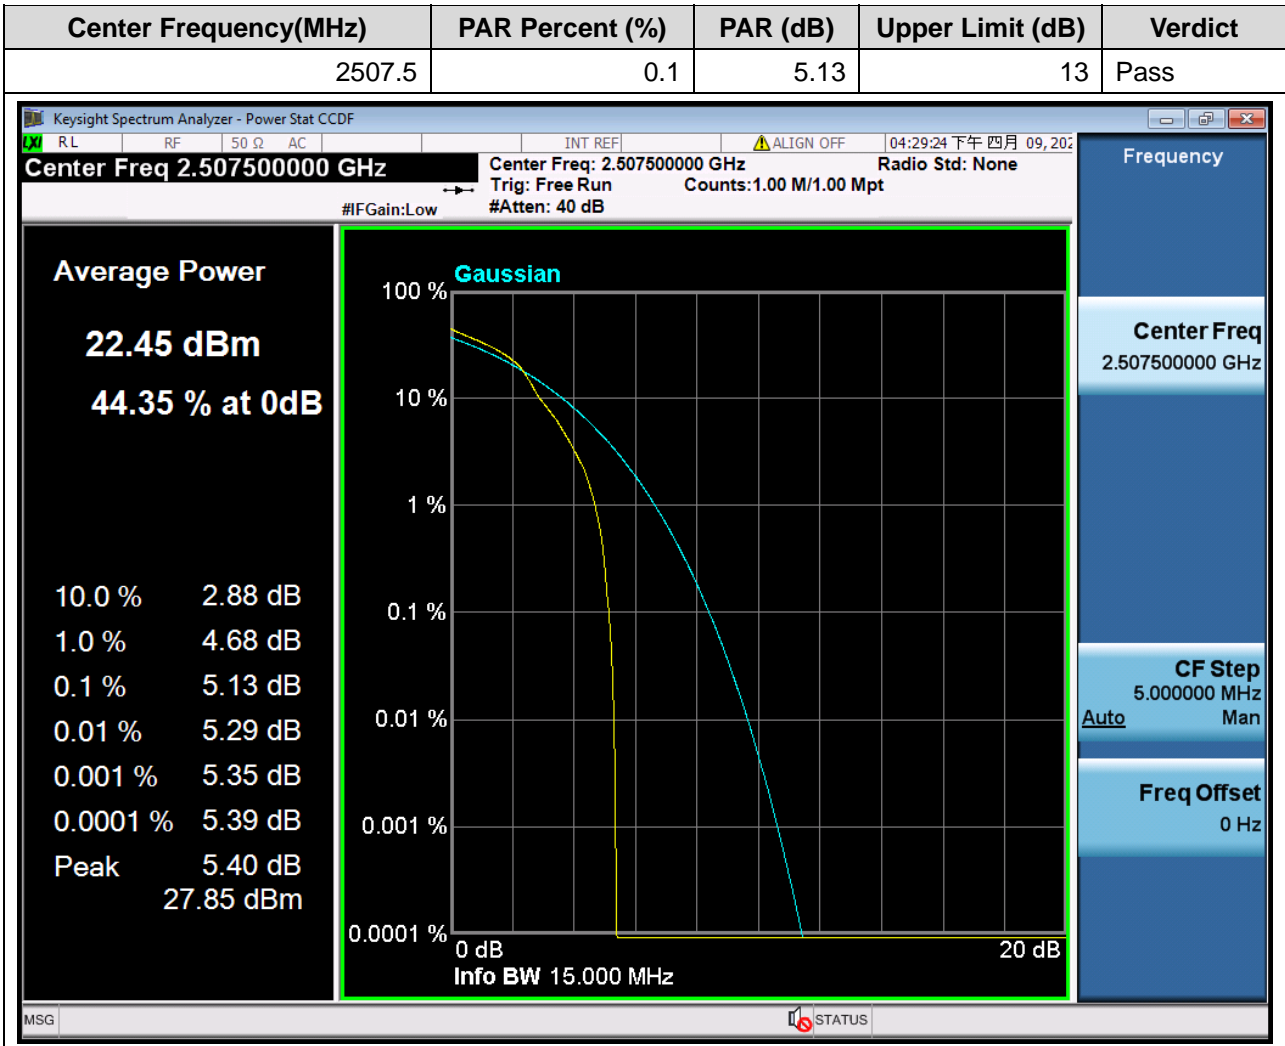 Center Frequency(MHz) PAR Percent (%) PAR (dB) Upper Limit (dB) Verdict
2507.5 0.1 5.13 13 Pass
Keysight Spectrum Analyzer - Power Stat CCDF
LXI RL RF 50 Ω AC INT REF ALIGN OFF 04:29:24 下午 四月 09, 202
Center Freq 2.507500000 GHz
#IFGain:Low
Center Freq: 2.507500000 GHz Radio Std: None
Trig: Free Run Counts:1.00 M/1.00 Mpt
#Atten: 40 dB
Average Power
22.45 dBm
44.35 % at 0dB
10.0 % 2.88 dB
1.0 % 4.68 dB
0.1 % 5.13 dB
0.01 % 5.29 dB
0.001 % 5.35 dB
0.0001 % 5.39 dB
Peak 5.40 dB
27.85 dBm
Gaussian
100 %
10 %
1 %
0.1 %
0.01 %
0.001 %
0.0001 %
0 dB 20 dB
Info BW 15.000 MHz
Frequency
Center Freq
2.507500000 GHz
CF Step
5.000000 MHz
Auto Man
Freq Offset
0 Hz
MSG STATUS